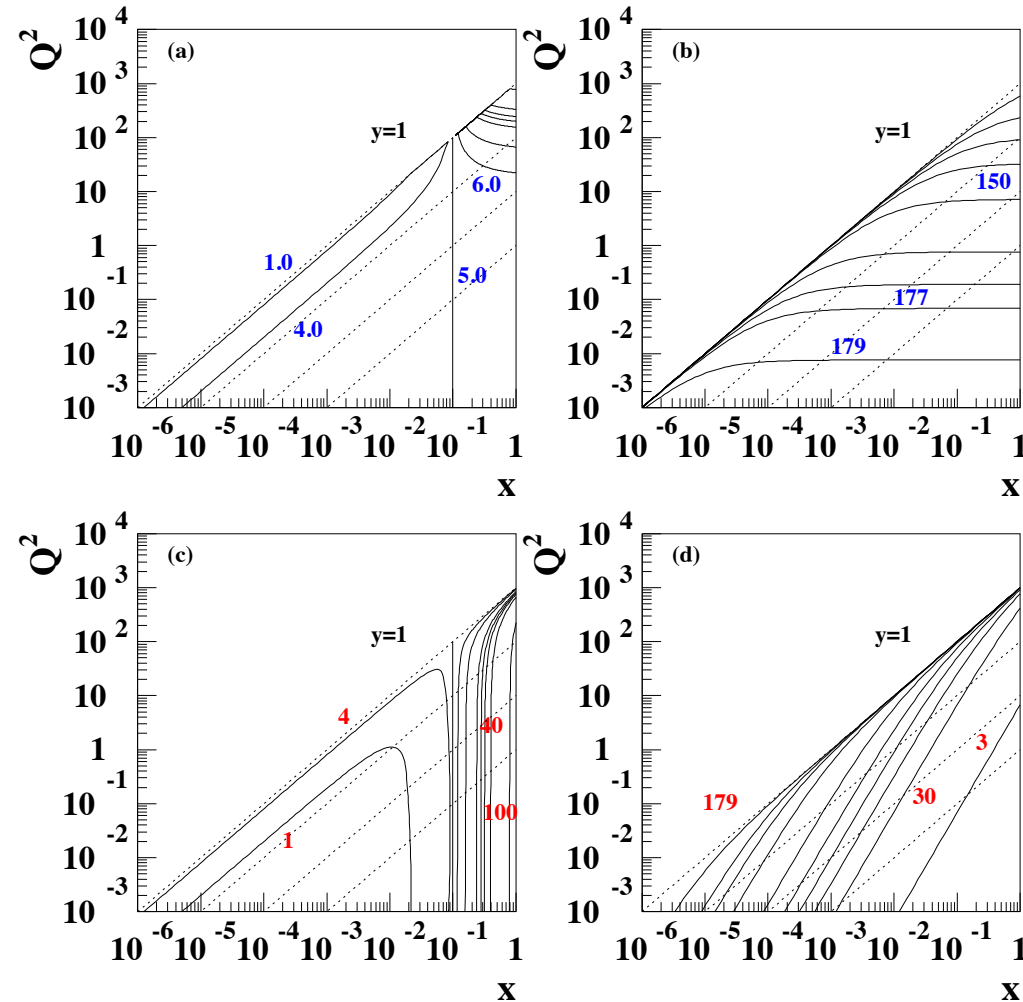 Q² 10⁴ (a)
10³
10² y=1
10 6.0
1 1.0 5.0
10⁻¹
10⁻² 4.0
10⁻³
10⁻⁶ 10⁻⁵ 10⁻⁴ 10⁻³ 10⁻² 10⁻¹ 1
x
Q² 10⁴ (b)
10³
10² y=1
10 150
1
10⁻¹ 177
10⁻² 179
10⁻³
10⁻⁶ 10⁻⁵ 10⁻⁴ 10⁻³ 10⁻² 10⁻¹ 1
x
Q² 10⁴ (c)
10³
10² y=1
10 4
1 40
10⁻¹ 100
10⁻² 1
10⁻³
10⁻⁶ 10⁻⁵ 10⁻⁴ 10⁻³ 10⁻² 10⁻¹ 1
x
Q² 10⁴ (d)
10³
10² y=1
10
1 3
10⁻¹ 179 30
10⁻²
10⁻³
10⁻⁶ 10⁻⁵ 10⁻⁴ 10⁻³ 10⁻² 10⁻¹ 1
x